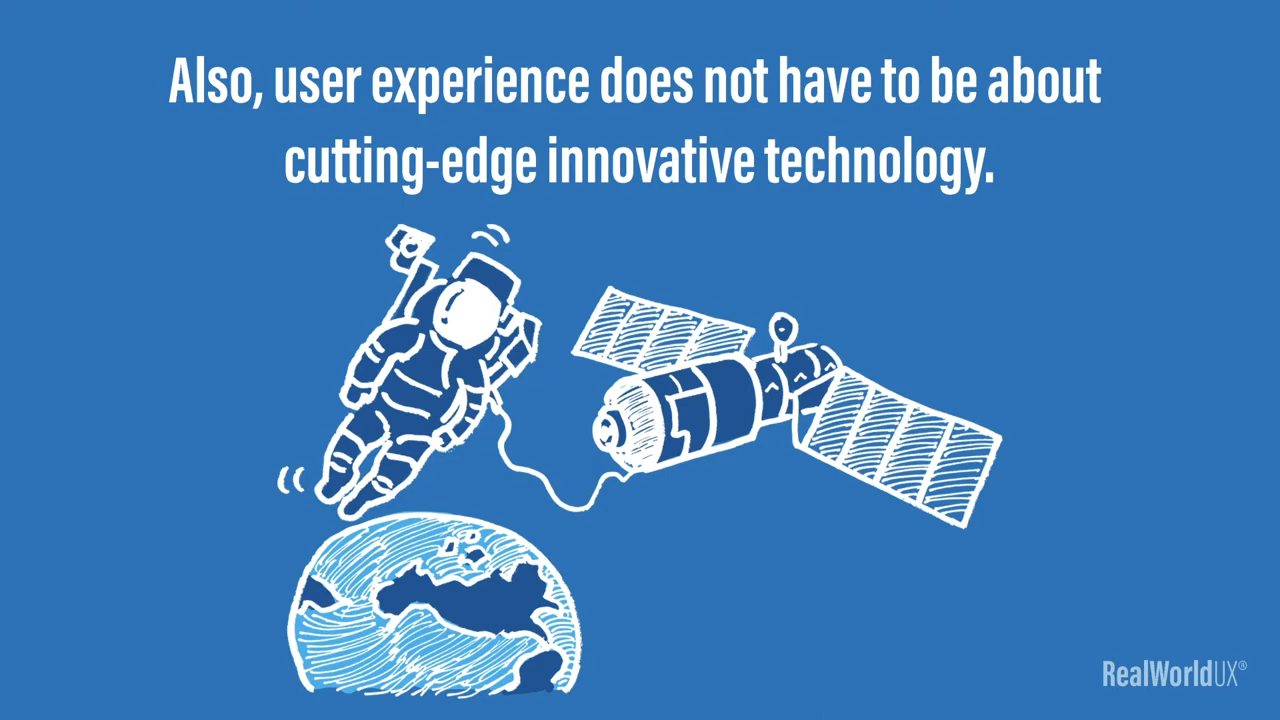 Also, user experience does not have to be about
cutting-edge innovative technology.
RealWorldUX®